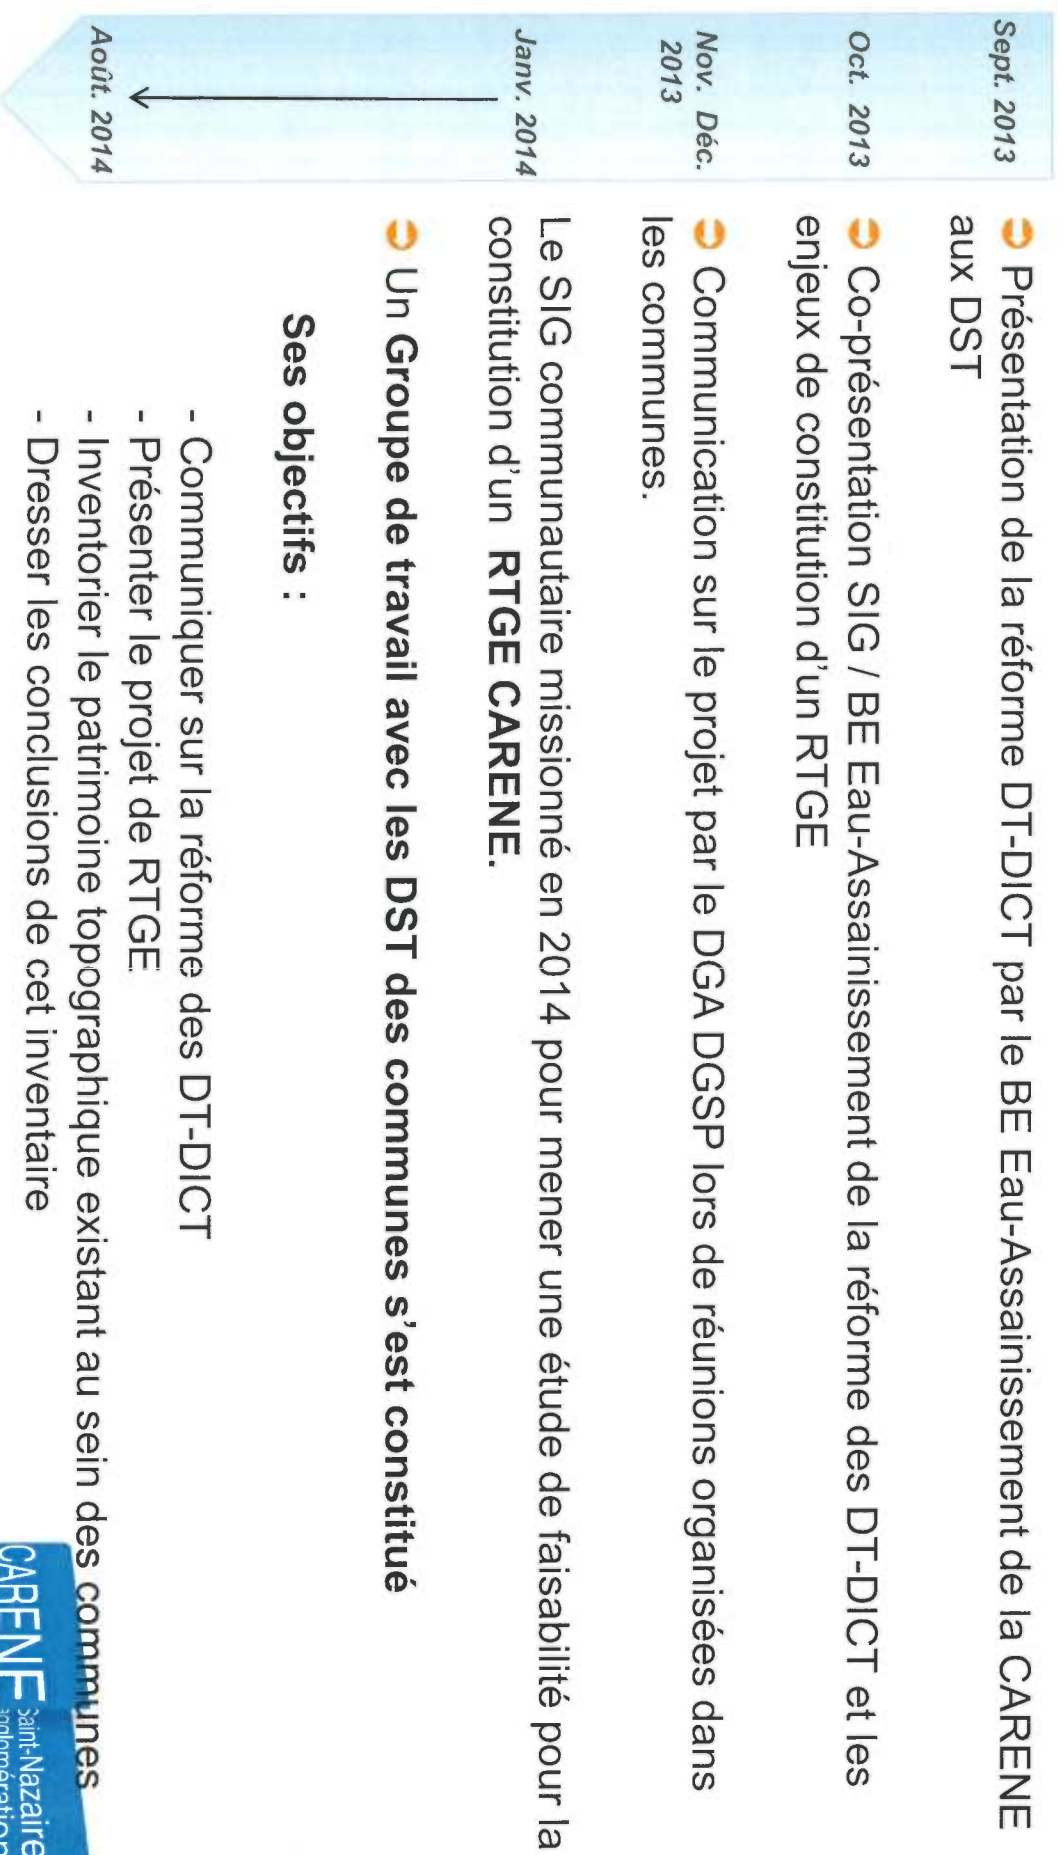 Sept. 2013
➲ Présentation de la réforme DT-DICT par le BE Eau-Assainissement de la CARENE
aux DST
Oct. 2013
➲ Co-présentation SIG / BE Eau-Assainissement de la réforme des DT-DICT et les
enjeux de constitution d'un RTGE
Nov. Déc.
2013
➲ Communication sur le projet par le DGA DGSP lors de réunions organisées dans
les communes.
Janv. 2014
Le SIG communautaire missionné en 2014 pour mener une étude de faisabilité pour la
constitution d'un RTGE CARENE.
➲ Un Groupe de travail avec les DST des communes s'est constitué
Ses objectifs :
- Communiquer sur la réforme des DT-DICT
- Présenter le projet de RTGE
- Inventorier le patrimoine topographique existant au sein des communes
- Dresser les conclusions de cet inventaire
Août. 2014
CARENE
Saint-Nazaire
agglomération